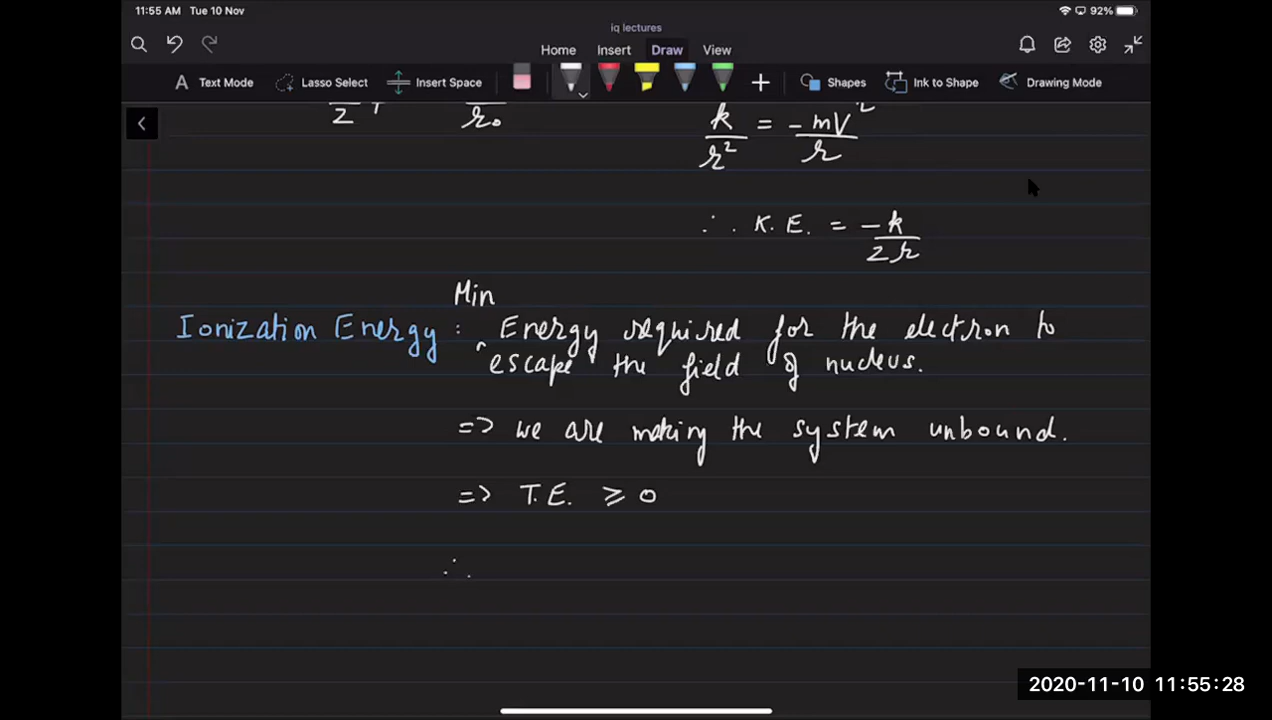 11:55 AM Tue 10 Nov
92%
iq lectures
Home Insert Draw View
Text Mode Lasso Select Insert Space Shapes Ink to Shape Drawing Mode
k/r² = -mV²/r
∴ K.E. = -k/2r
Min
Ionization Energy : Energy required for the electron to
escape the field of nucleus.
=> we are making the system unbound.
=> T.E. ≥ 0
∴
2020-11-10 11:55:28